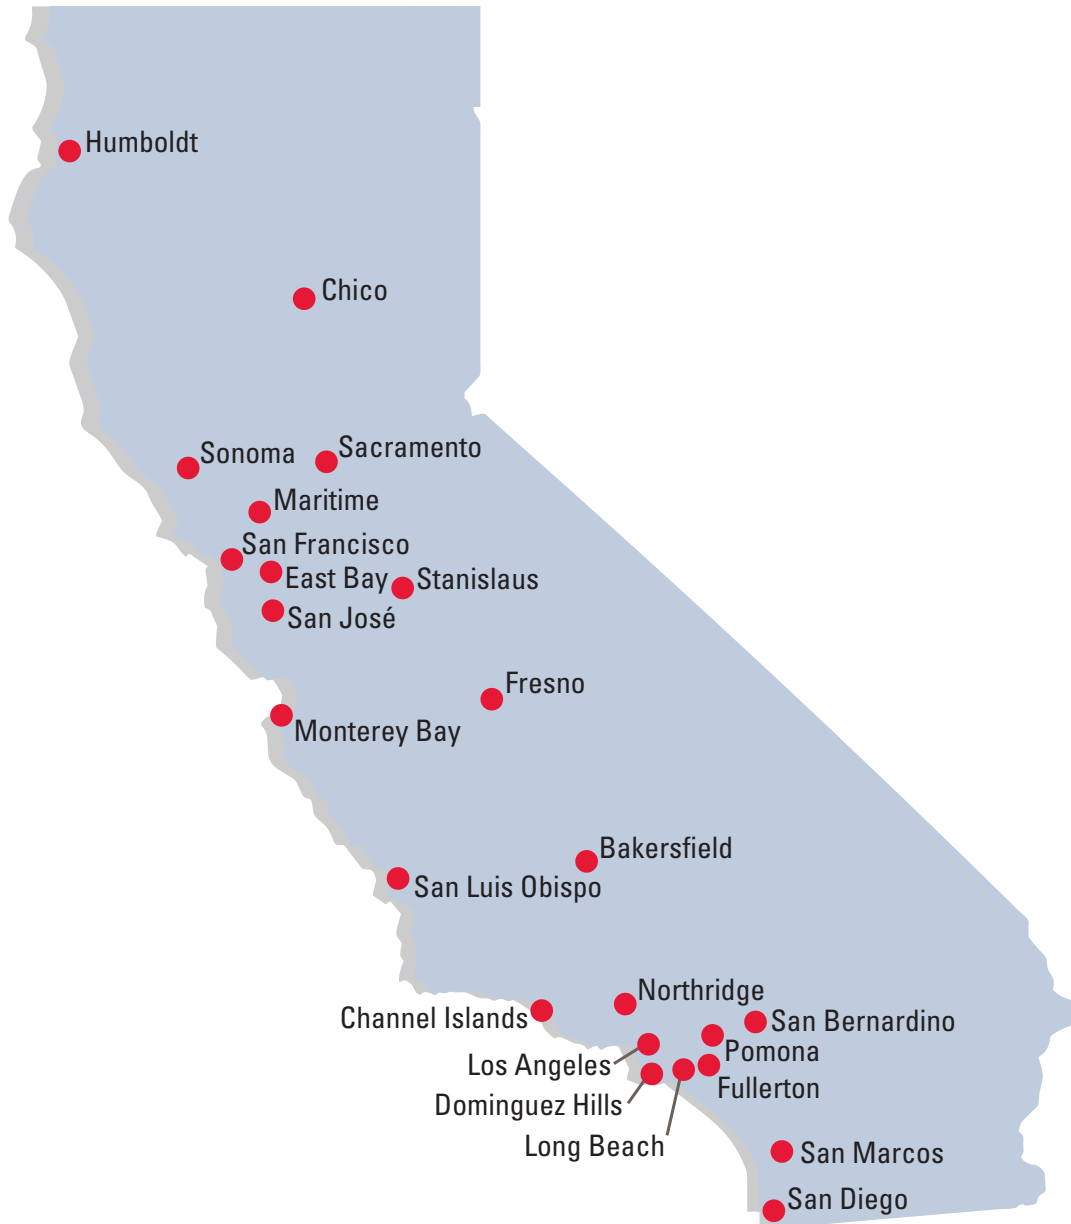 Humboldt
Chico
Sonoma
Sacramento
Maritime
San Francisco
East Bay
Stanislaus
San José
Fresno
Monterey Bay
Bakersfield
San Luis Obispo
Northridge
Channel Islands
San Bernardino
Pomona
Los Angeles
Fullerton
Dominguez Hills
Long Beach
San Marcos
San Diego